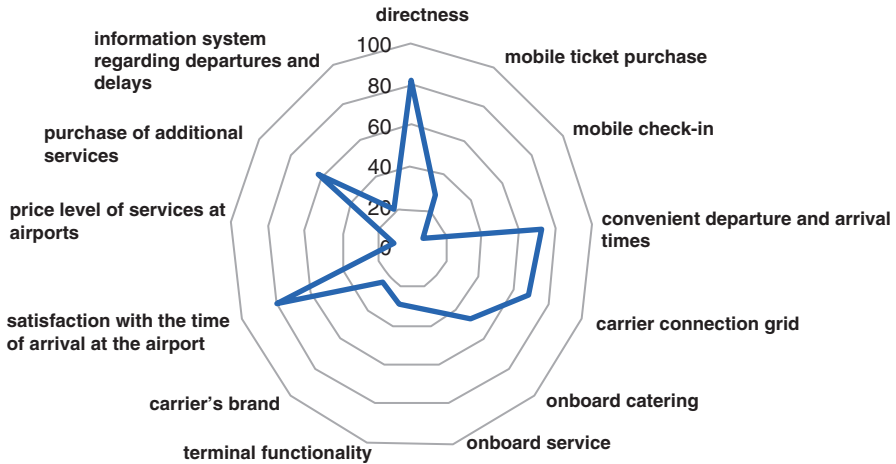 directness
100
80
60
40
20
0
mobile ticket purchase
mobile check-in
convenient departure and arrival
times
carrier connection grid
onboard catering
onboard service
terminal functionality
carrier’s brand
satisfaction with the time
of arrival at the airport
price level of services at
airports
purchase of additional
services
information system
regarding departures and
delays